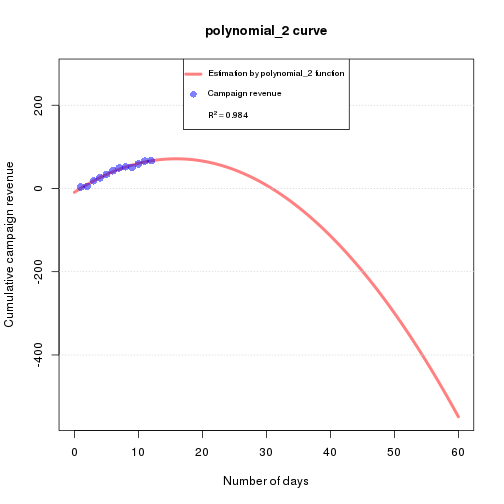 polynomial_2 curve
Estimation by polynomial_2 function
Campaign revenue
R² = 0.984
Cumulative campaign revenue
200
0
-200
-400
0 10 20 30 40 50 60
Number of days